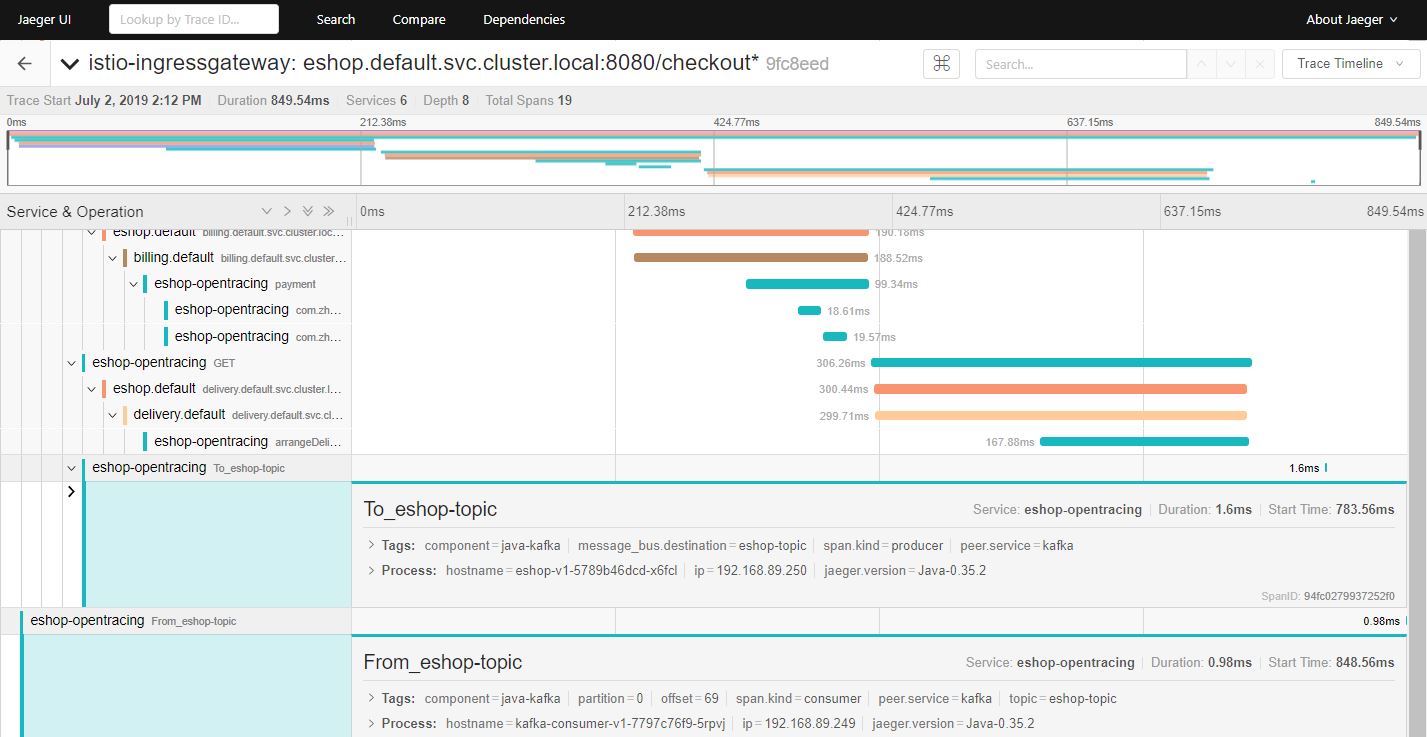 Jaeger UI Lookup by Trace ID... Search Compare Dependencies About Jaeger
istio-ingressgateway: eshop.default.svc.cluster.local:8080/checkout* 9fc8eed ⌘ Search... Trace Timeline
Trace Start July 2, 2019 2:12 PM Duration 849.54ms Services 6 Depth 8 Total Spans 19
0ms 212.38ms 424.77ms 637.15ms 849.54ms
Service & Operation 0ms 212.38ms 424.77ms 637.15ms 849.54ms
eshop.default billing.default.svc.cluster.loc... 190.18ms
billing.default billing.default.svc.cluster... 188.52ms
eshop-opentracing payment 99.34ms
eshop-opentracing com.zh... 18.61ms
eshop-opentracing com.zh... 19.57ms
eshop-opentracing GET 306.26ms
eshop.default delivery.default.svc.cluster.l... 300.44ms
delivery.default delivery.default.svc.cl... 299.71ms
eshop-opentracing arrangeDeli... 167.88ms
eshop-opentracing To_eshop-topic 1.6ms
To_eshop-topic Service: eshop-opentracing Duration: 1.6ms Start Time: 783.56ms
Tags: component = java-kafka message_bus.destination = eshop-topic span.kind = producer peer.service = kafka
Process: hostname = eshop-v1-5789b46dcd-x6fcl ip = 192.168.89.250 jaeger.version = Java-0.35.2
SpanID: 94fc0279937252f0
eshop-opentracing From_eshop-topic 0.98ms
From_eshop-topic Service: eshop-opentracing Duration: 0.98ms Start Time: 848.56ms
Tags: component = java-kafka partition = 0 offset = 69 span.kind = consumer peer.service = kafka topic = eshop-topic
Process: hostname = kafka-consumer-v1-7797c76f9-5rpvj ip = 192.168.89.249 jaeger.version = Java-0.35.2